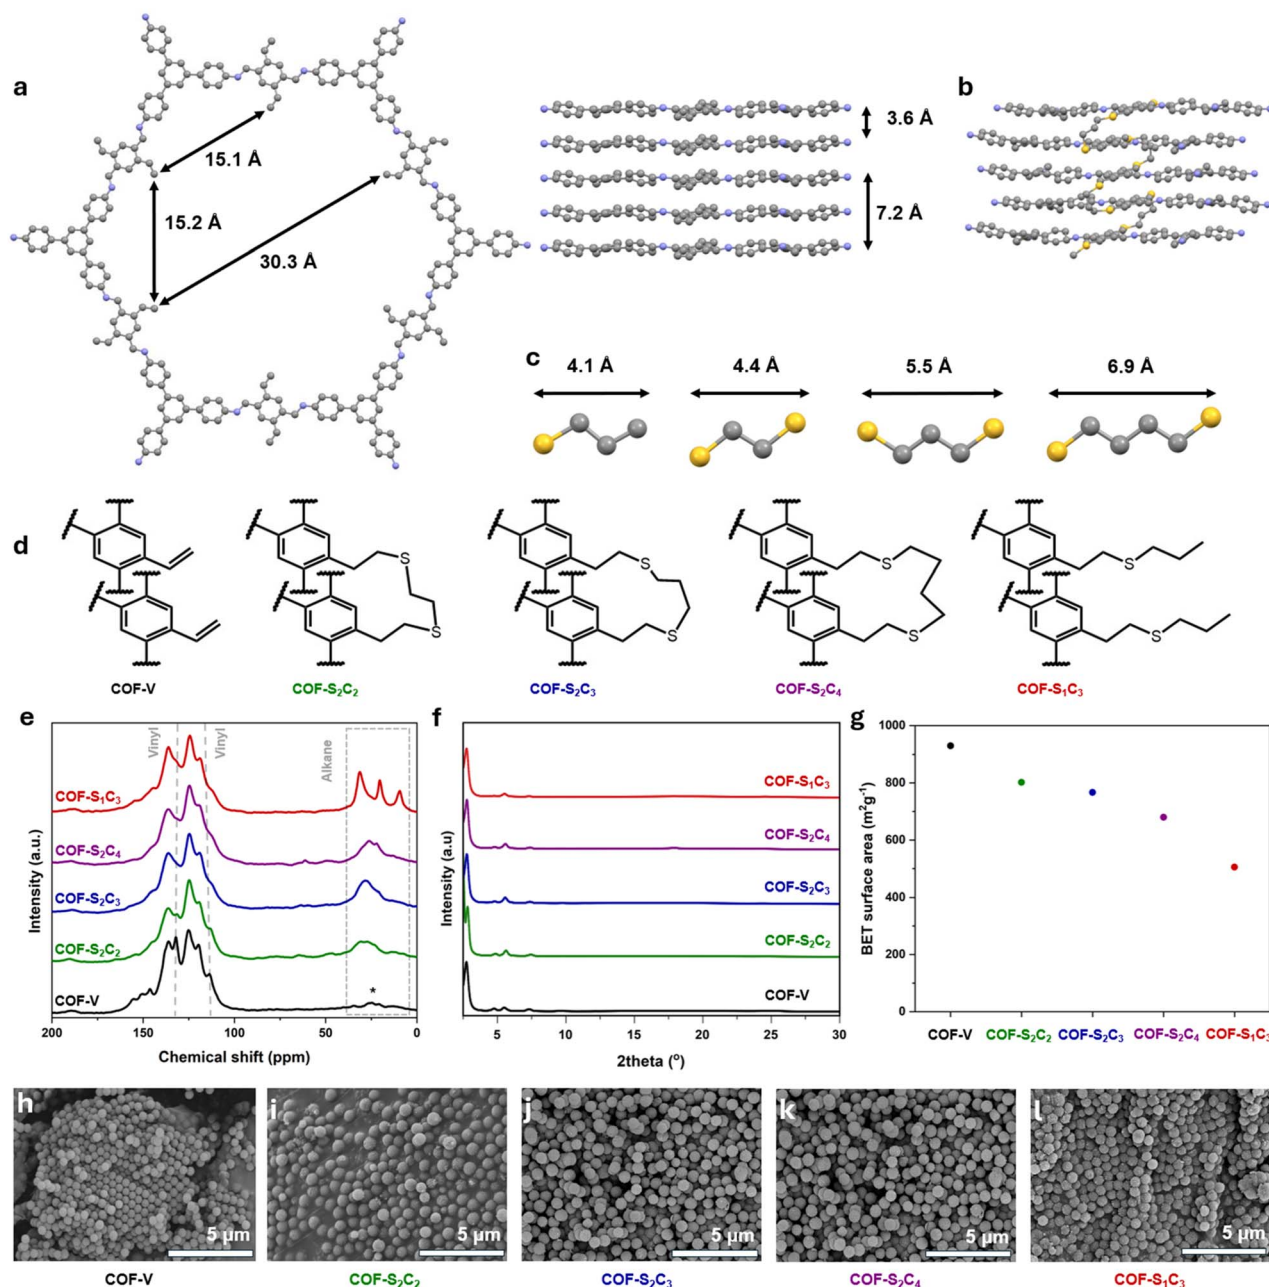 a
15.1 Å
15.2 Å
30.3 Å
3.6 Å
7.2 Å
b
c
4.1 Å
4.4 Å
5.5 Å
6.9 Å
d
S
S
S
S
S
S
S
S
COF-V
COF-S₂C₂
COF-S₂C₃
COF-S₂C₄
COF-S₁C₃
e
Vinyl
Vinyl
Alkane
COF-S₁C₃
COF-S₂C₄
COF-S₂C₃
COF-S₂C₂
COF-V
*
Intensity (a.u.)
200 150 100 50 0
Chemical shift (ppm)
f
COF-S₁C₃
COF-S₂C₄
COF-S₂C₃
COF-S₂C₂
COF-V
Intensity (a.u)
5 10 15 20 25 30
2theta (°)
g
BET surface area (m²g⁻¹)
1000
800
600
400
200
0
COF-V COF-S₂C₂ COF-S₂C₃ COF-S₂C₄ COF-S₁C₃
h
5 µm
COF-V
i
5 µm
COF-S₂C₂
j
5 µm
COF-S₂C₃
k
5 µm
COF-S₂C₄
l
5 µm
COF-S₁C₃